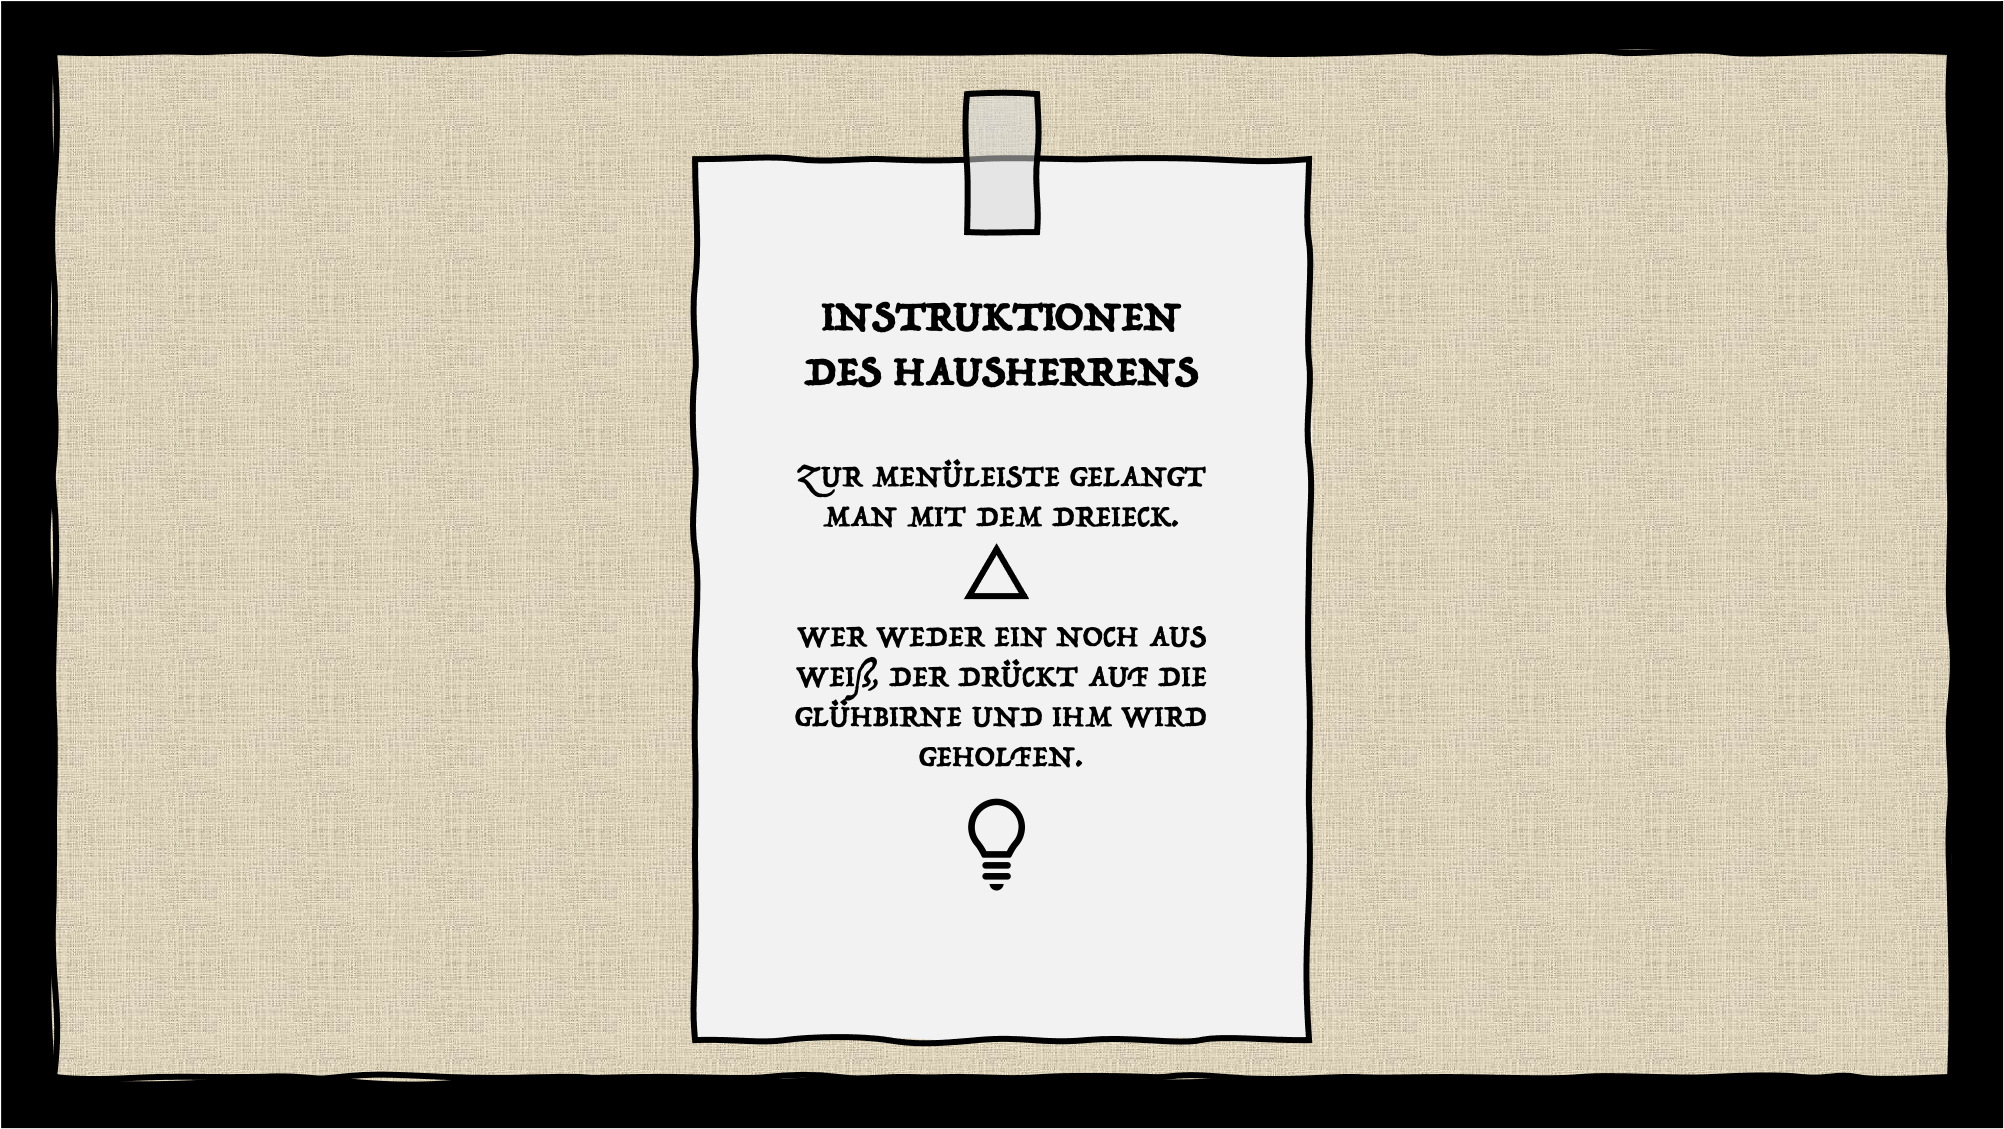 INSTRUKTIONEN
DES HAUSHERRENS
ZUR MENÜLEISTE GELANGT
MAN MIT DEM DREIECK.
WER WEDER EIN NOCH AUS
WEIß, DER DRÜCKT AUF DIE
GLÜHBIRNE UND IHM WIRD
GEHOLFEN.